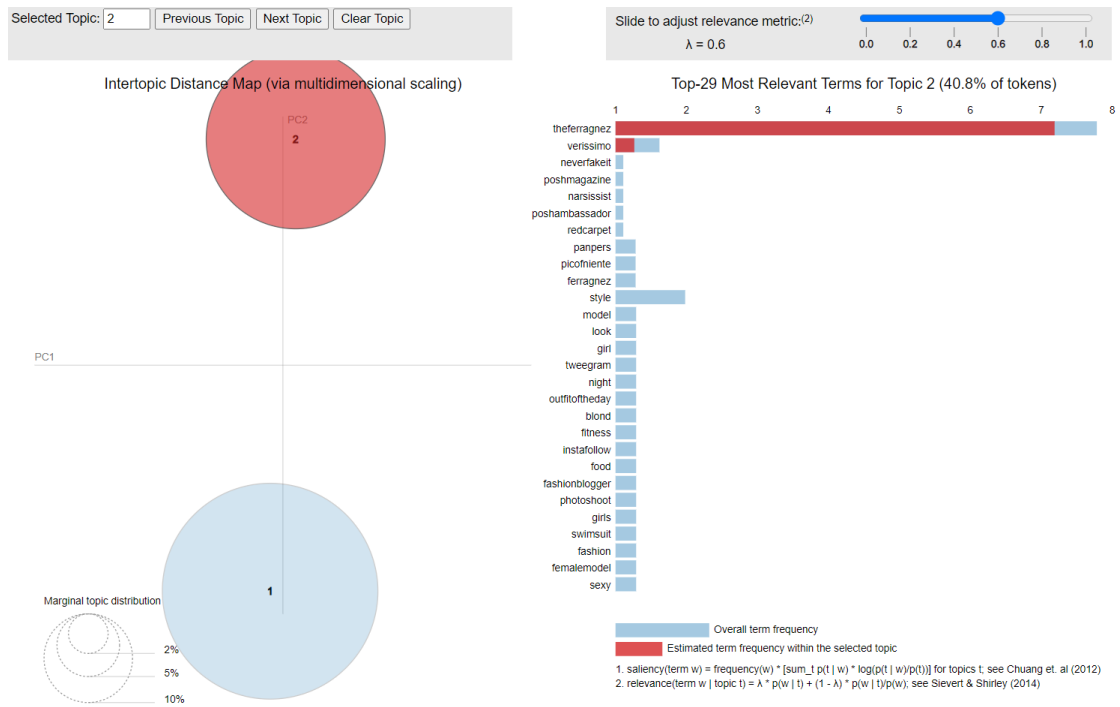 Selected Topic: 2 Previous Topic Next Topic Clear Topic
Slide to adjust relevance metric:(2)
λ = 0.6
0.0 0.2 0.4 0.6 0.8 1.0
Intertopic Distance Map (via multidimensional scaling)
PC2
2
PC1
1
Marginal topic distribution
2%
5%
10%
Top-29 Most Relevant Terms for Topic 2 (40.8% of tokens)
1 2 3 4 5 6 7 8
theferragnez
verissimo
neverfakeit
poshmagazine
narsissist
poshambassador
redcarpet
panpers
picofniente
ferragnez
style
model
look
girl
tweegram
night
outfitoftheday
blond
fitness
instafollow
food
fashionblogger
photoshoot
girls
swimsuit
fashion
femalemodel
sexy
Overall term frequency
Estimated term frequency within the selected topic
1. saliency(term w) = frequency(w) * [sum_t p(t | w) * log(p(t | w)/p(t))] for topics t; see Chuang et. al (2012)
2. relevance(term w | topic t) = λ * p(w | t) + (1 - λ) * p(w | t)/p(w); see Sievert & Shirley (2014)